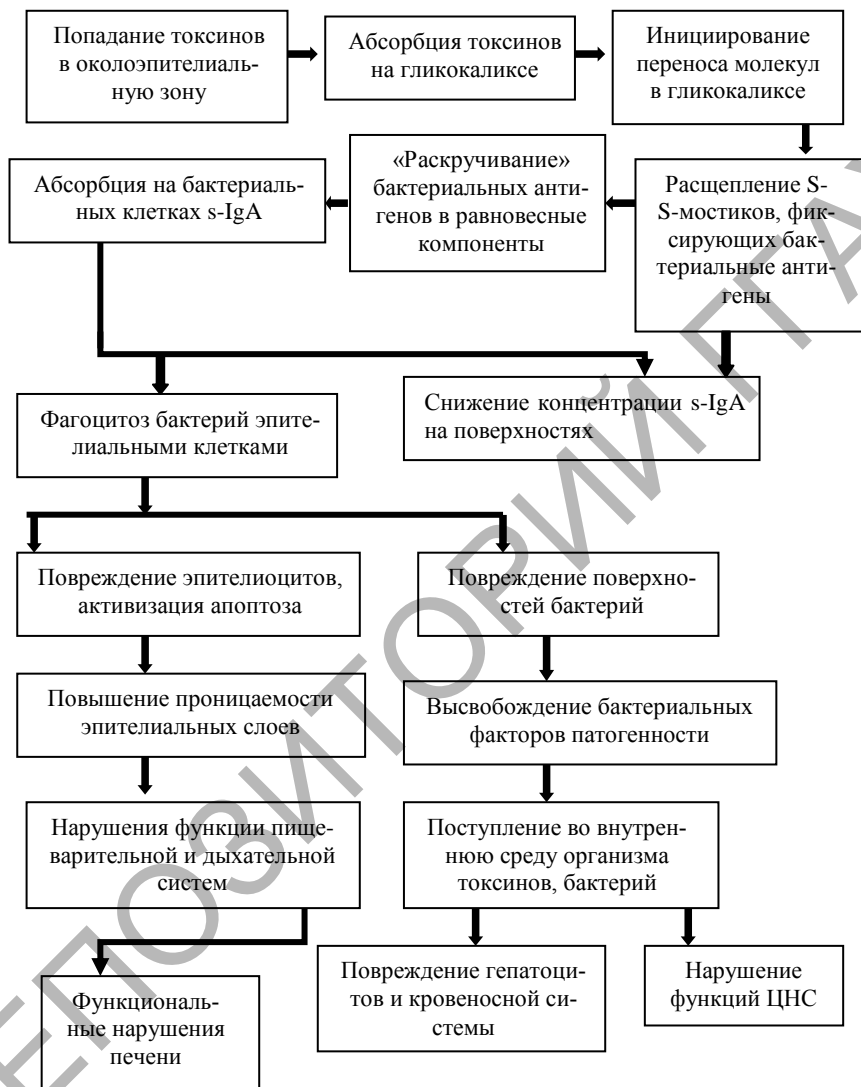 Попадание токсинов
в околоэпителиаль-
ную зону
Абсорбция токсинов
на гликокаликсе
Инициирование
переноса молекул
в гликокаликсе
Абсорбция на бактериаль-
ных клетках s-IgA
«Раскручивание»
бактериальных анти-
генов в равновесные
компоненты
Расщепление S-
S-мостиков, фик-
сирующих бак-
териальные анти-
гены
Фагоцитоз бактерий эпите-
лиальными клетками
Снижение концентрации s-IgA
на поверхностях
Повреждение эпителиоцитов,
активизация апоптоза
Повреждение поверхно-
стей бактерий
Повышение проницаемости
эпителиальных слоев
Высвобождение бактериальных
факторов патогенности
Нарушения функции пище-
варительной и дыхательной
систем
Поступление во внутрен-
нюю среду организма
токсинов, бактерий
Функциональ-
ные нарушения
печени
Повреждение гепатоци-
тов и кровеносной си-
стемы
Нарушение
функций ЦНС